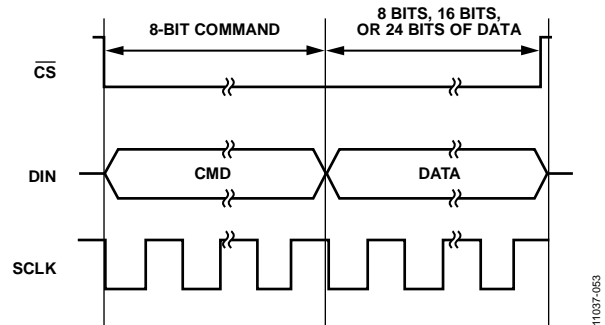 8-BIT COMMAND
8 BITS, 16 BITS,
OR 24 BITS OF DATA
CS
DIN
CMD
DATA
SCLK
11037-053